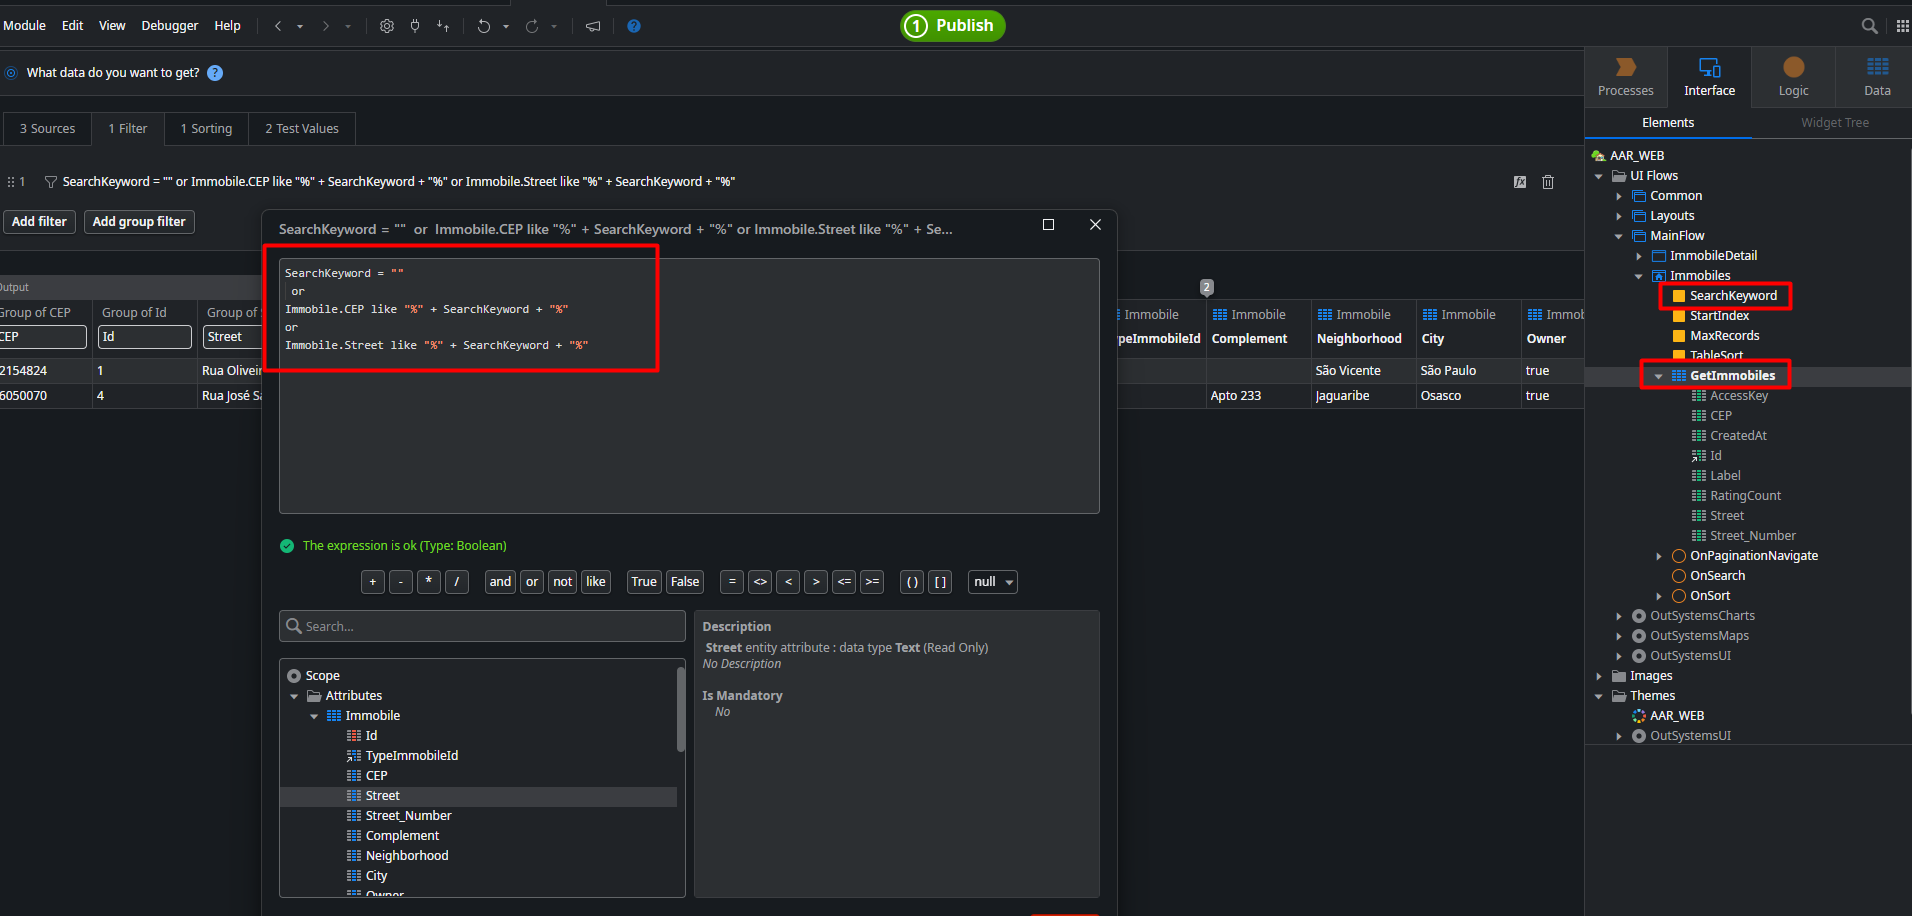 Module Edit View Debugger Help
1 Publish
What data do you want to get? ?
3 Sources 1 Filter 1 Sorting 2 Test Values
1 SearchKeyword = "" or Immobile.CEP like "%" + SearchKeyword + "%" or Immobile.Street like "%" + SearchKeyword + "%"
Add filter Add group filter
SearchKeyword = "" or Immobile.CEP like "%" + SearchKeyword + "%" or Immobile.Street like "%" + Se...
SearchKeyword = ""
or
Immobile.CEP like "%" + SearchKeyword + "%"
or
Immobile.Street like "%" + SearchKeyword + "%"
Output
Group of CEP Group of Id Group of
CEP Id Street
2154824 1 Rua Olivei
6050070 4 Rua José Sa
2
Immobile Immobile Immobile Immobile Immob
peImmobileId Complement Neighborhood City Owner
São Vicente São Paulo true
Apto 233 Jaguaribe Osasco true
The expression is ok (Type: Boolean)
+ - * / and or not like True False = <> < > <= >= () [] null
Search...
Scope
Attributes
Immobile
Id
TypeImmobileId
CEP
Street
Street_Number
Complement
Neighborhood
City
Owner
Description
Street entity attribute : data type Text (Read Only)
No Description
Is Mandatory
No
Processes Interface Logic Data
Elements Widget Tree
AAR_WEB
UI Flows
Common
Layouts
MainFlow
ImmobileDetail
Immobiles
SearchKeyword
StartIndex
MaxRecords
TableSort
GetImmobiles
AccessKey
CEP
CreatedAt
Id
Label
RatingCount
Street
Street_Number
OnPaginationNavigate
OnSearch
OnSort
OutSystemsCharts
OutSystemsMaps
OutSystemsUI
Images
Themes
AAR_WEB
OutSystemsUI